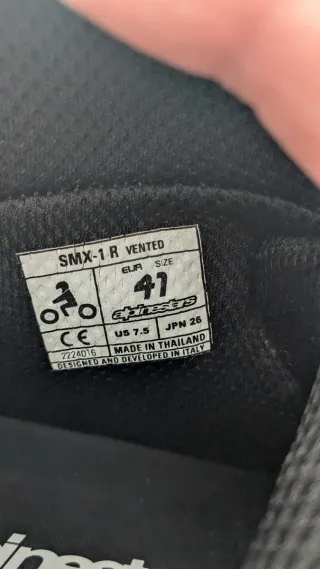 SMX-1 R VENTED
EUR SIZE
41
alpinestars
CE
US 7.5 JPN 26
2224016
MADE IN THAILAND
DESIGNED AND DEVELOPED IN ITALY